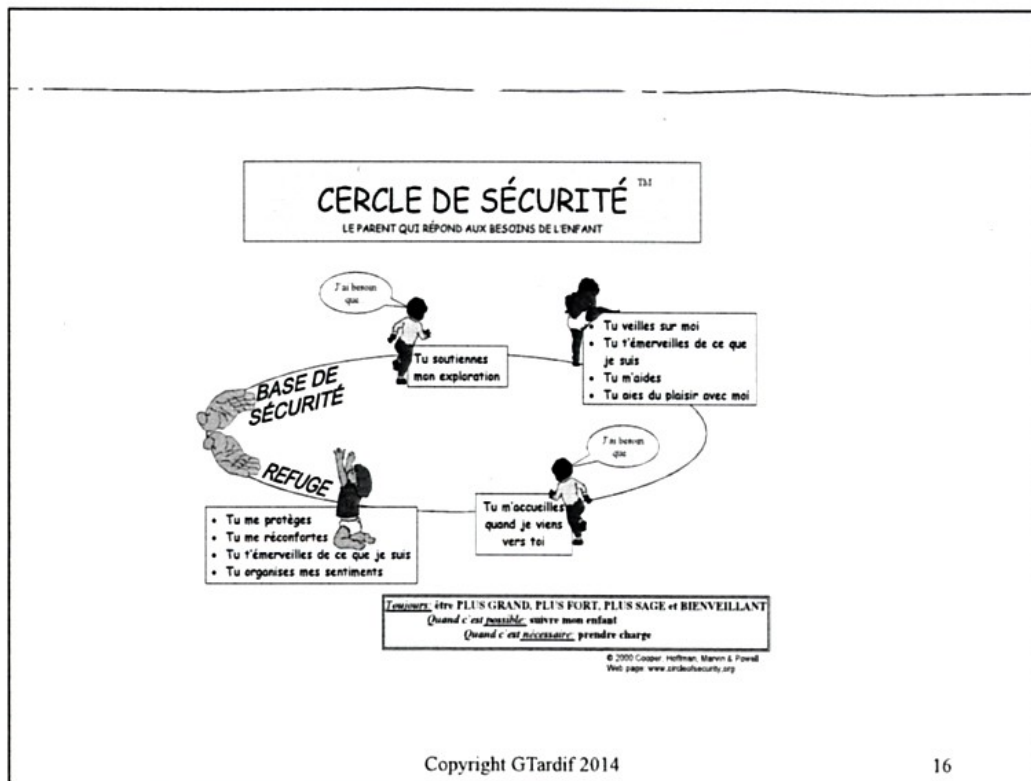 CERCLE DE SÉCURITÉ TM
LE PARENT QUI RÉPOND AUX BESOINS DE L'ENFANT
J'ai besoin
que...
Tu soutiennes
mon exploration
• Tu veilles sur moi
• Tu t'émerveilles de ce que
je suis
• Tu m'aides
• Tu aies du plaisir avec moi
BASE DE
SÉCURITÉ
REFUGE
J'ai besoin
que
Tu m'accueilles
quand je viens
vers toi
• Tu me protèges
• Tu me réconfortes
• Tu t'émerveilles de ce que je suis
• Tu organises mes sentiments
Toujours: être PLUS GRAND, PLUS FORT, PLUS SAGE et BIENVEILLANT
Quand c'est possible: suivre mon enfant
Quand c'est nécessaire: prendre charge
© 2000 Cooper, Hoffman, Marvin & Powell
Web page: www.circleofsecurity.org
Copyright GTardif 2014
16